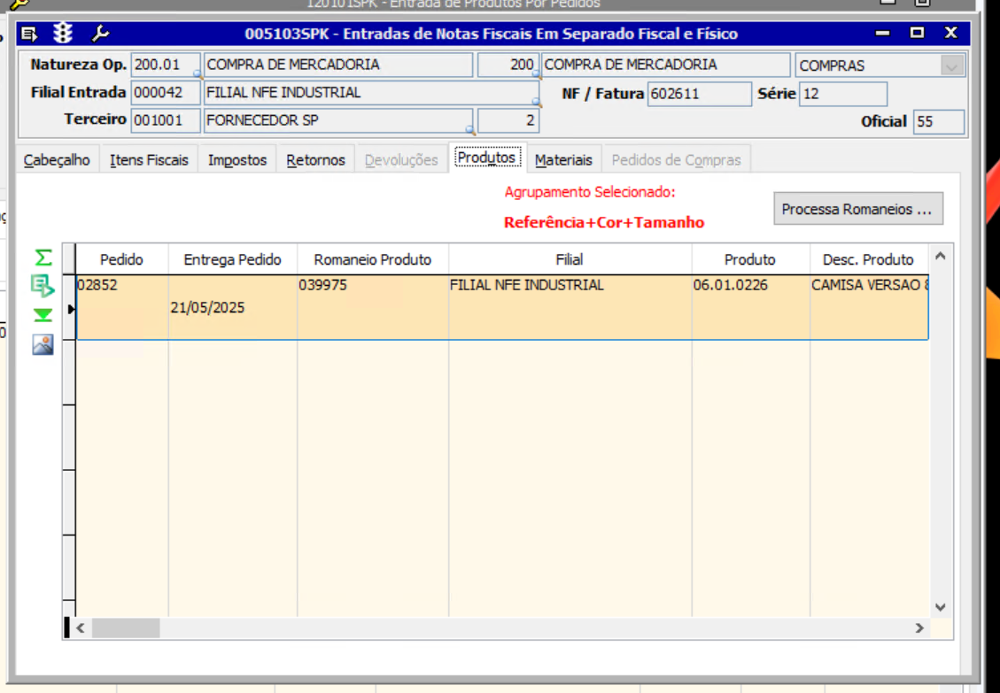 120101SPK - Entrada de Produtos Por Pedidos
005103SPK - Entradas de Notas Fiscais Em Separado Fiscal e Físico
Natureza Op. 200.01 COMPRA DE MERCADORIA 200 COMPRA DE MERCADORIA COMPRAS
Filial Entrada 000042 FILIAL NFE INDUSTRIAL NF / Fatura 602611 Série 12
Terceiro 001001 FORNECEDOR SP 2 Oficial 55
Cabeçalho Itens Fiscais Impostos Retornos Devoluções Produtos Materiais Pedidos de Compras
Agrupamento Selecionado:
Referência+Cor+Tamanho
Processa Romaneios ...
Pedido Entrega Pedido Romaneio Produto Filial Produto Desc. Produto
02852 039975 FILIAL NFE INDUSTRIAL 06.01.0226 CAMISA VERSAO
21/05/2025